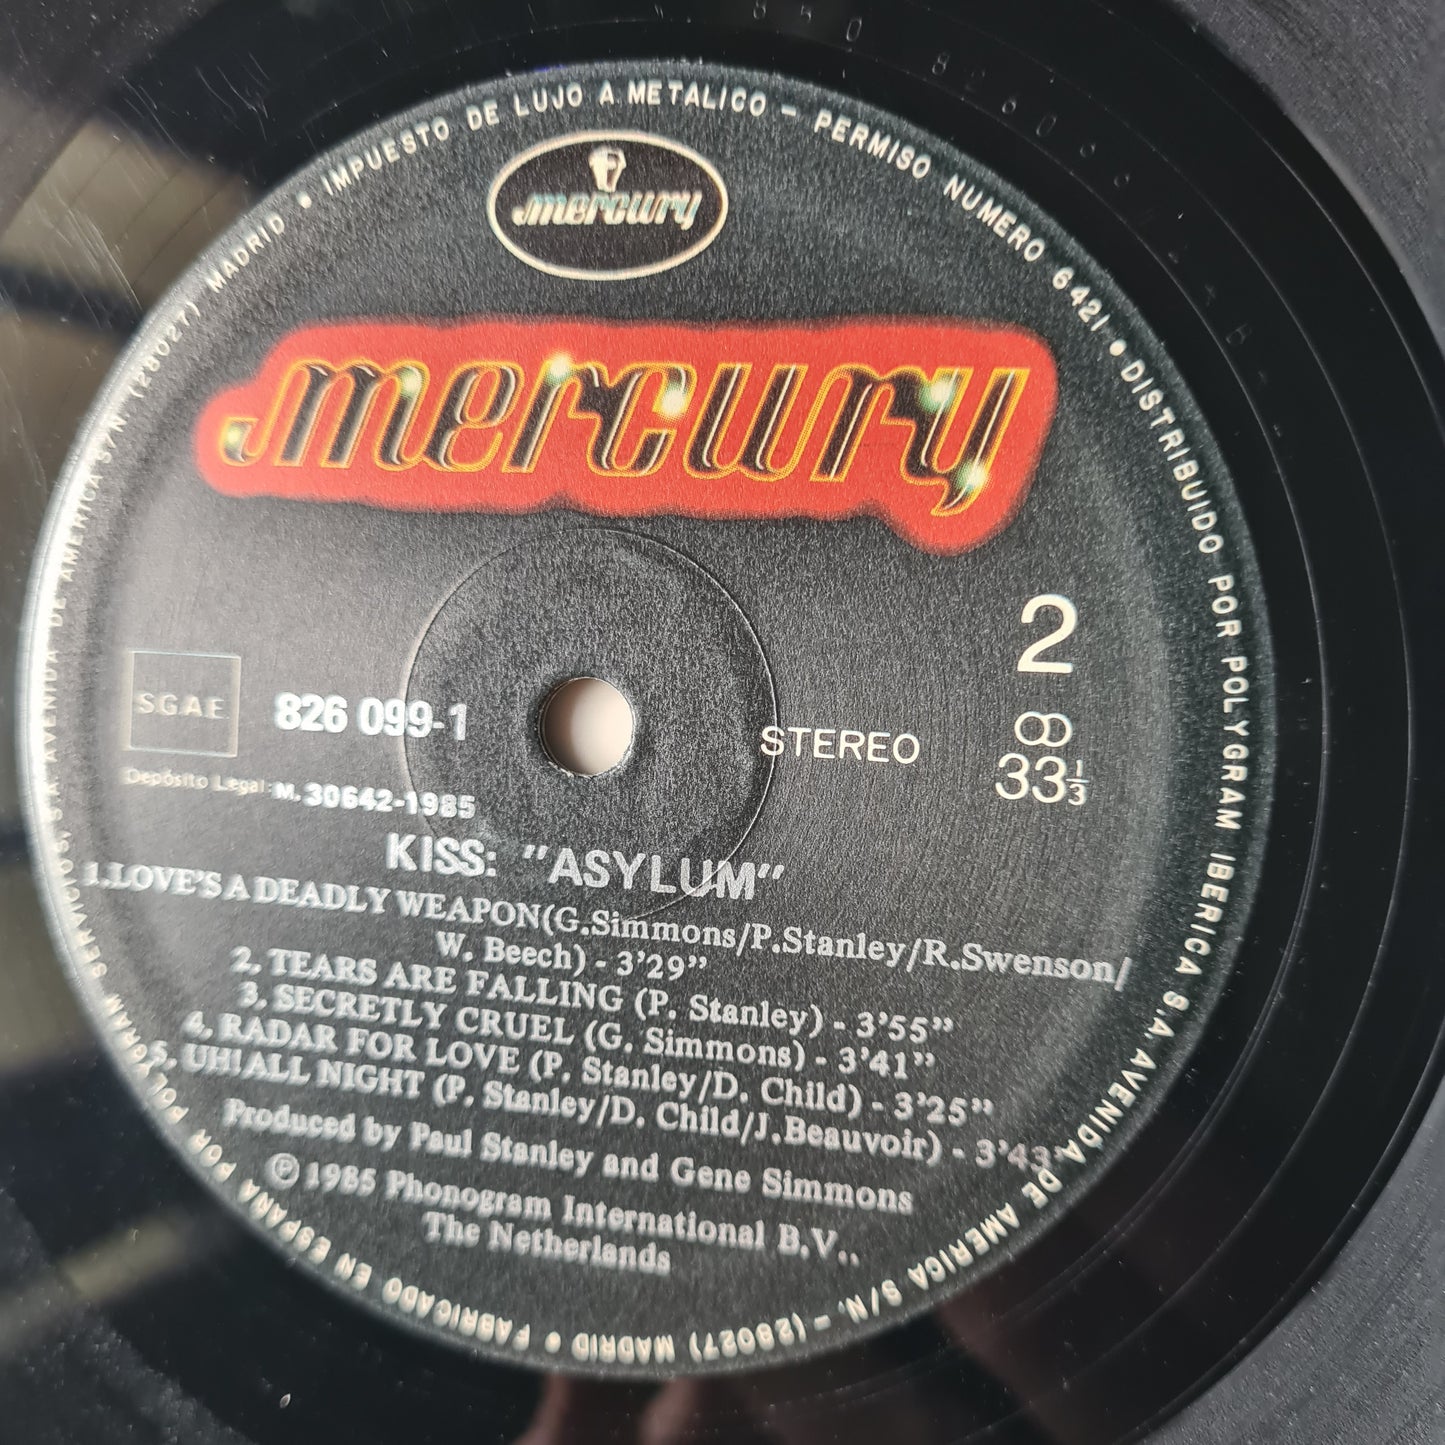 IMPUESTO DE LUJO A METALICO – PERMISO NUMERO 6421 • DISTRIBUIDO POR POLYGRAM IBERICA S.A. AVENIDA DE AMERICA S/N. – (28027) MADRID • FABRICADO EN ESPAÑA POR POLYGRAM SERVICIOS, S.A. AVENIDA DE AMERICA S/N. (28027) MADRID •
mercury
mercury
2
SGAE
826 099-1
STEREO
33⅓
Depósito Legal: M. 30642-1985
KISS: "ASYLUM"
1. LOVE'S A DEADLY WEAPON (G.Simmons/P.Stanley/R.Swenson/
W. Beech) - 3'29"
2. TEARS ARE FALLING (P. Stanley) - 3'55"
3. SECRETLY CRUEL (G. Simmons) - 3'41"
4. RADAR FOR LOVE (P. Stanley/D. Child) - 3'25"
5. UH! ALL NIGHT (P. Stanley/D. Child/J.Beauvoir) - 3'43"
Produced by Paul Stanley and Gene Simmons
Ⓟ 1985 Phonogram International B.V..
The Netherlands